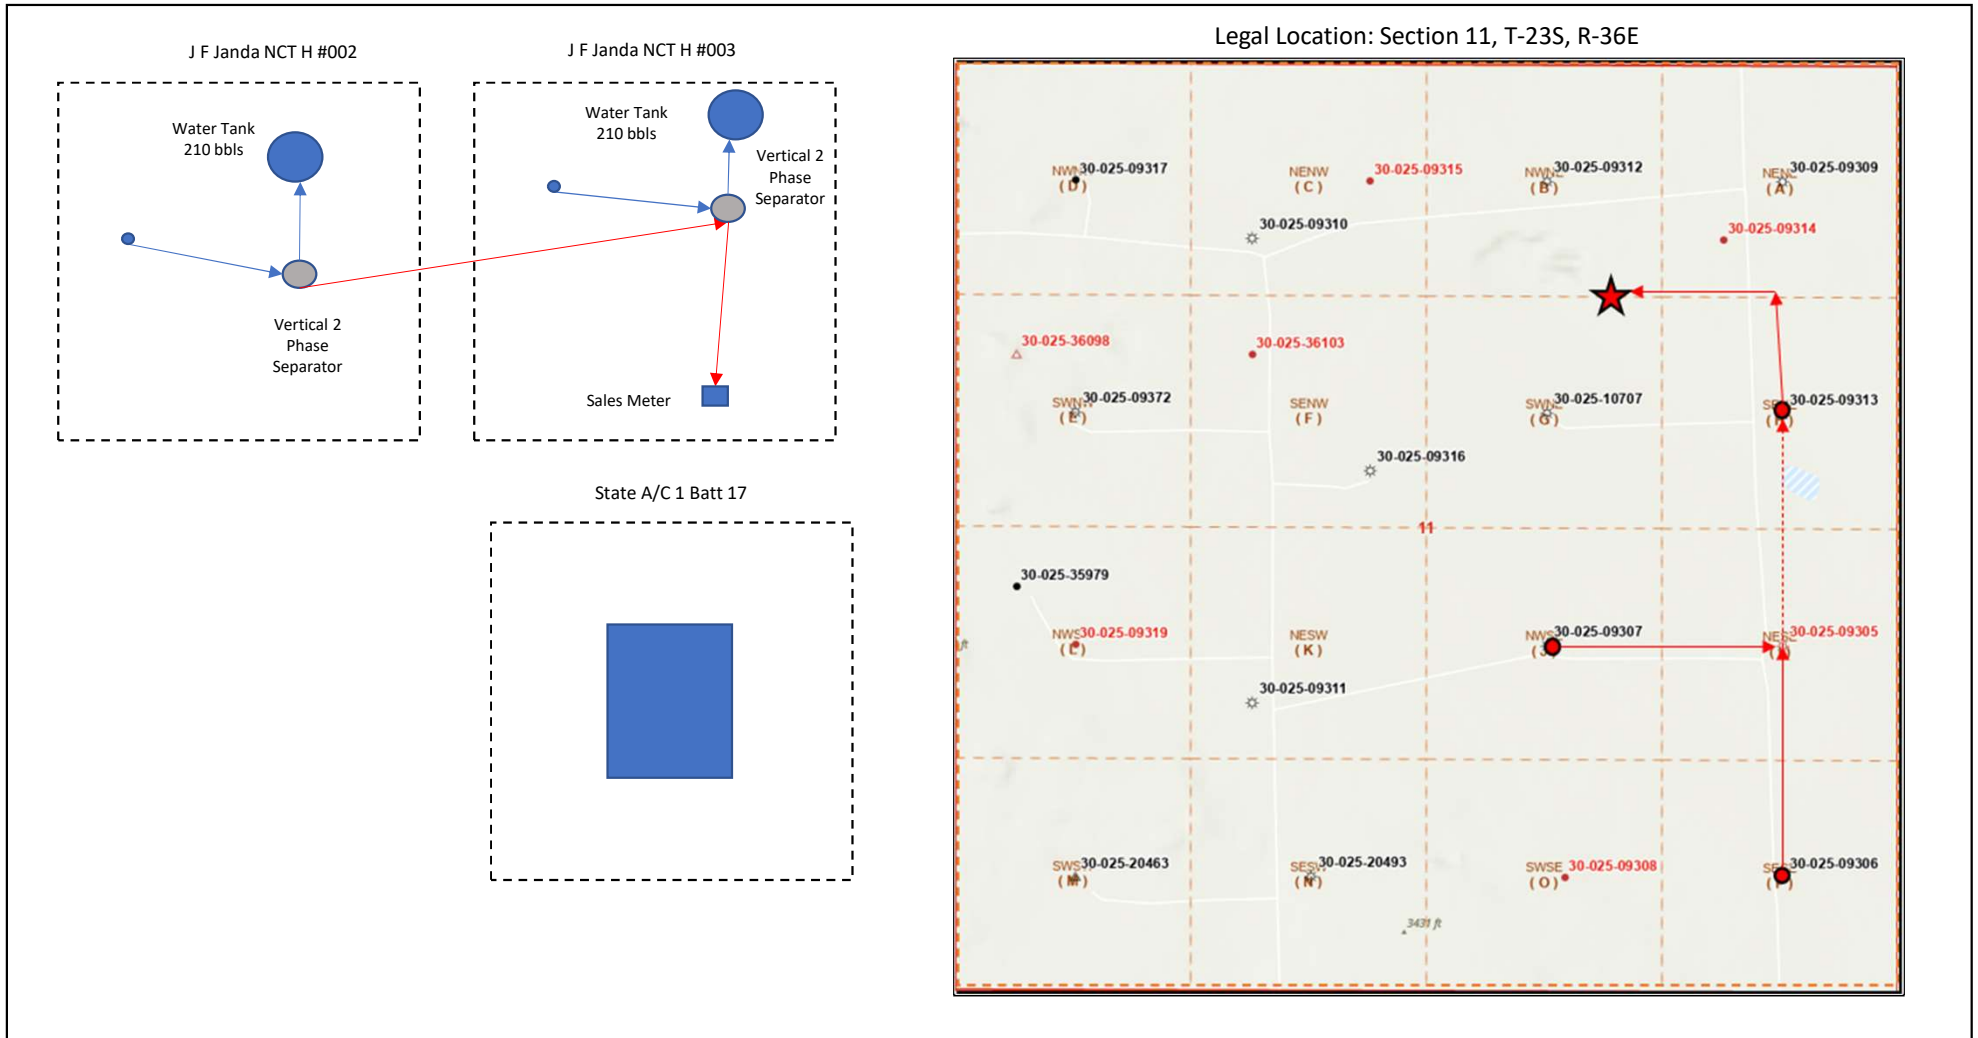 Legal Location: Section 11, T-23S, R-36E
J F Janda NCT H #002
J F Janda NCT H #003
Water Tank
210 bbls
Vertical 2
Phase
Separator
Water Tank
210 bbls
Vertical 2
Phase
Separator
Sales Meter
State A/C 1 Batt 17
30-025-09317
(D)
NENW
(C)
30-025-09315
30-025-09312
(B)
30-025-09309
(A)
30-025-09310
30-025-09314
30-025-36098
30-025-36103
30-025-09372
(E)
SENW
(F)
30-025-10707
(G)
30-025-09313
30-025-09316
11
30-025-35979
30-025-09319
(L)
NESW
(K)
30-025-09307
30-025-09305
ft
30-025-09311
30-025-20463
(M)
30-025-20493
(N)
SWSE
(O)
30-025-09308
30-025-09306
3431 ft